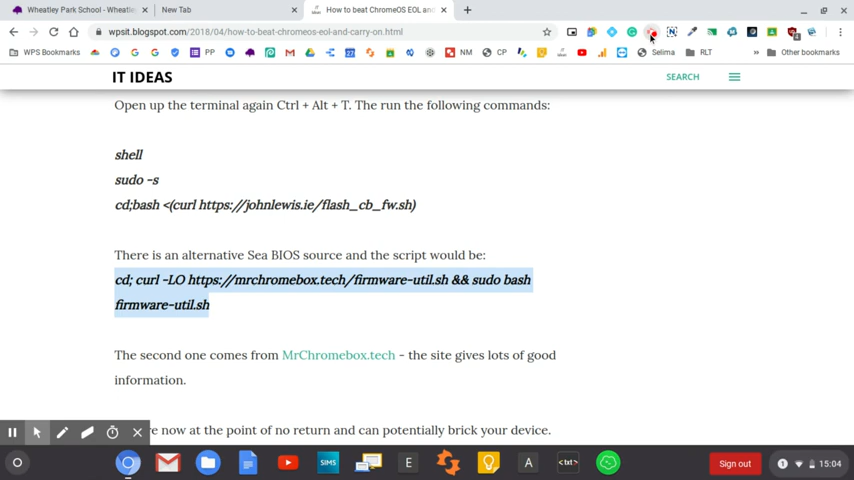 Wheatley Park School - Wheatle
New Tab
How to beat ChromeOS EOL and
wpsit.blogspot.com/2018/04/how-to-beat-chromeos-eol-and-carry-on.html
WPS Bookmarks
PP
NM
CP
Selima
RLT
Other bookmarks
IT IDEAS
SEARCH
Open up the terminal again Ctrl + Alt + T. The run the following commands:
shell
sudo -s
cd;bash <(curl https://johnlewis.ie/flash_cb_fw.sh)
There is an alternative Sea BIOS source and the script would be:
cd; curl -LO https://mrchromebox.tech/firmware-util.sh && sudo bash
firmware-util.sh
The second one comes from MrChromebox.tech - the site gives lots of good
information.
re now at the point of no return and can potentially brick your device.
SIMS
E
A
<txt>
Sign out
1
15:04